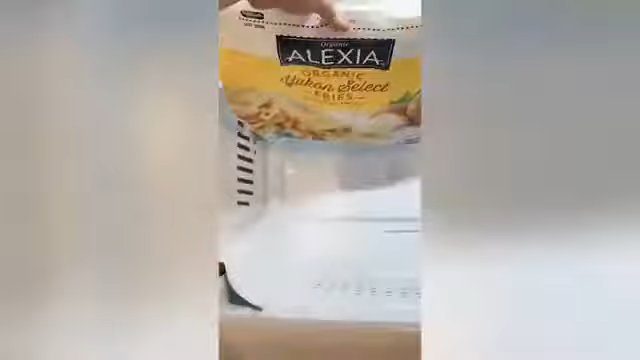 Organic
ALEXIA
ORGANIC
Yukon Select
FRIES